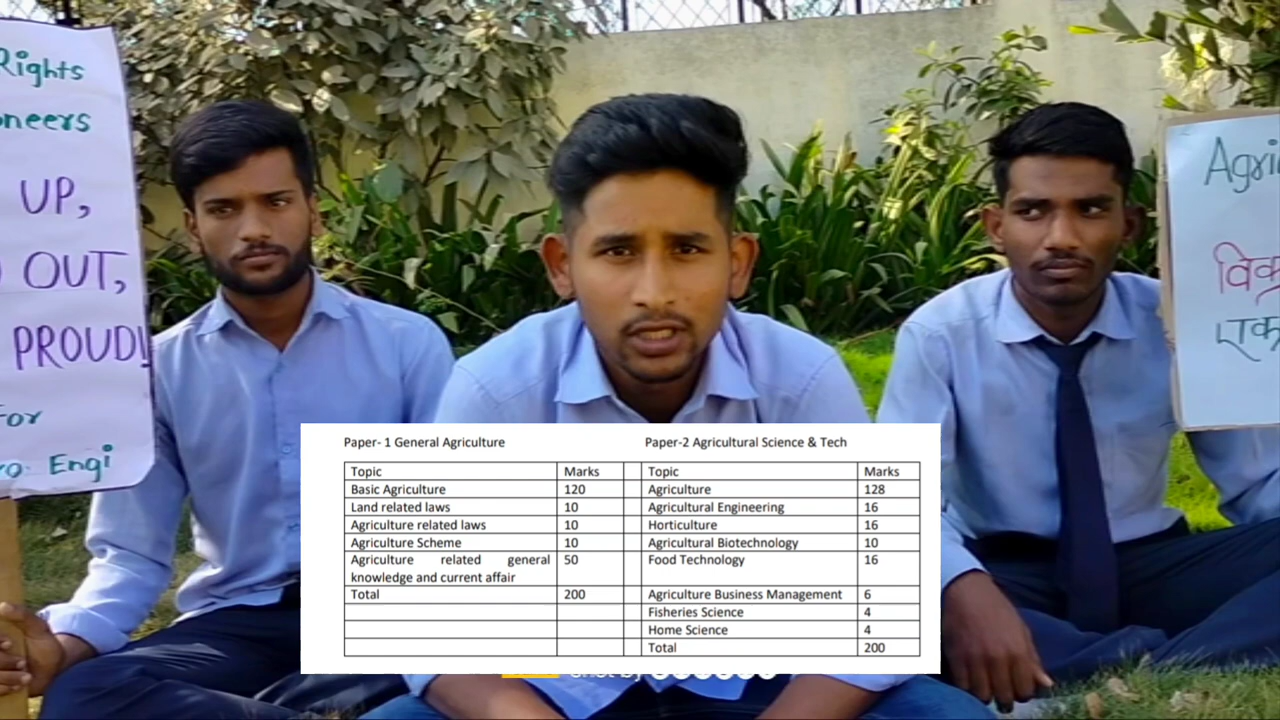 Rights
UP,
OUT,
PROUD!
For
Engi
Paper- 1 General Agriculture
Topic Marks
Basic Agriculture 120
Land related laws 10
Agriculture related laws 10
Agriculture Scheme 10
Agriculture related general 50
knowledge and current affair
Total 200
Paper-2 Agricultural Science & Tech
Topic Marks
Agriculture 128
Agricultural Engineering 16
Horticulture 16
Agricultural Biotechnology 10
Food Technology 16
Agriculture Business Management 6
Fisheries Science 4
Home Science 4
Total 200
Agri